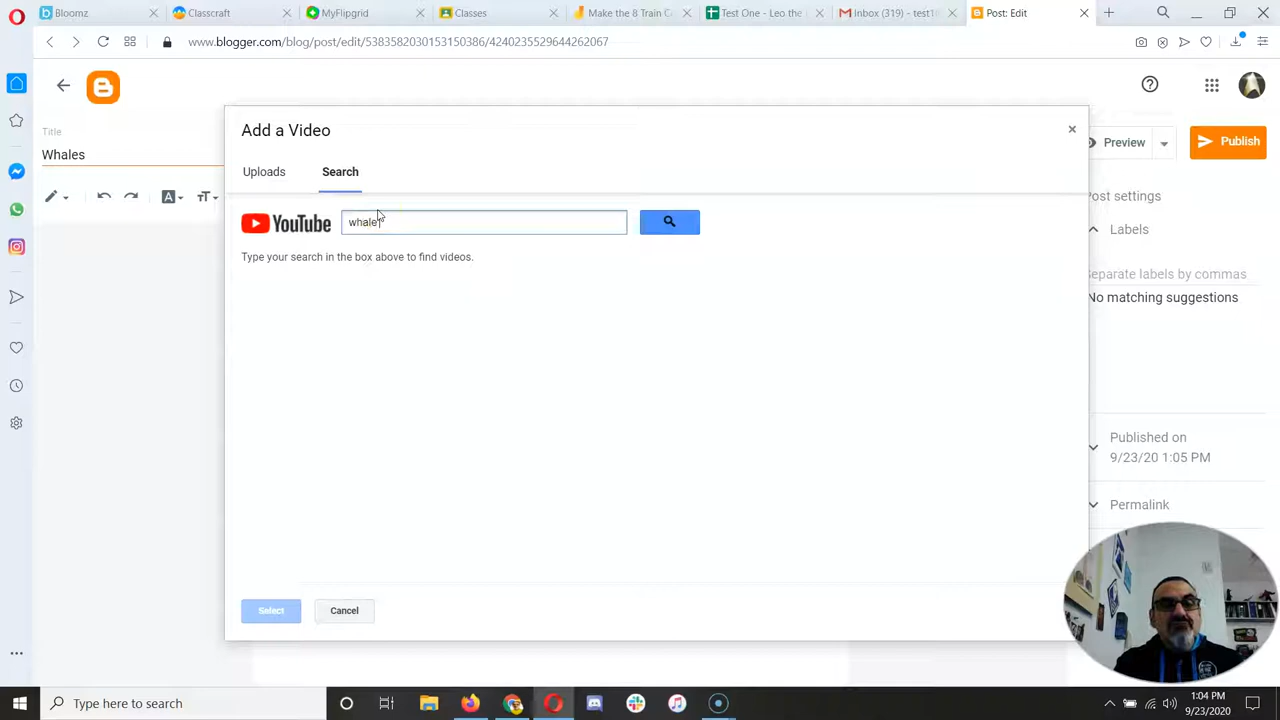 Bloomz
Classcraft
MyFlipgrid
Classes
Make the 8 Train C
Test One - Leo the
Inbox (319) - test1
Post: Edit
www.blogger.com/blog/post/edit/5383582030153150386/4240235529644262067
Title
Whales
Add a Video
Uploads
Search
YouTube
whale
Type your search in the box above to find videos.
Select
Cancel
Preview
Publish
Post settings
Labels
Separate labels by commas
No matching suggestions
Published on
9/23/20 1:05 PM
Permalink
Type here to search
1:04 PM
9/23/2020